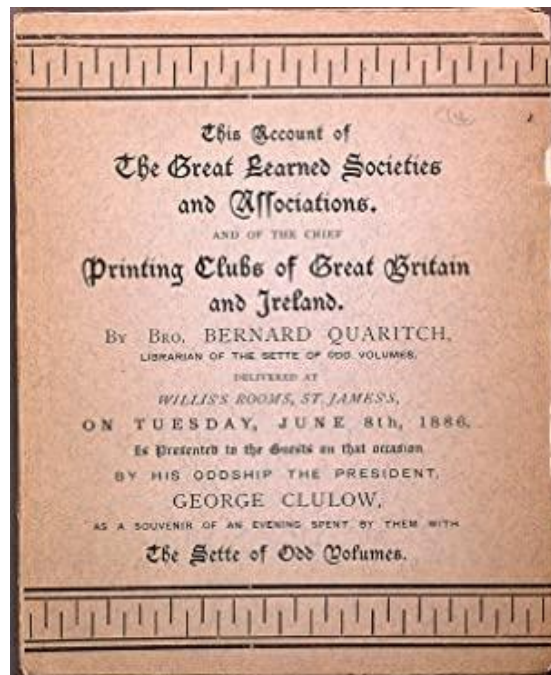 This Account of
The Great Learned Societies
and Associations.
AND OF THE CHIEF
Printing Clubs of Great Britain
and Ireland.
BY BRO. BERNARD QUARITCH,
LIBRARIAN OF THE SETTE OF ODD VOLUMES,
DELIVERED AT
WILLIS'S ROOMS, ST. JAMES'S,
ON TUESDAY, JUNE 8th, 1886,
Is Presented to the Guests on that occasion
BY HIS ODDSHIP THE PRESIDENT,
GEORGE CLULOW,
AS A SOUVENIR OF AN EVENING SPENT BY THEM WITH
The Sette of Odd Volumes.